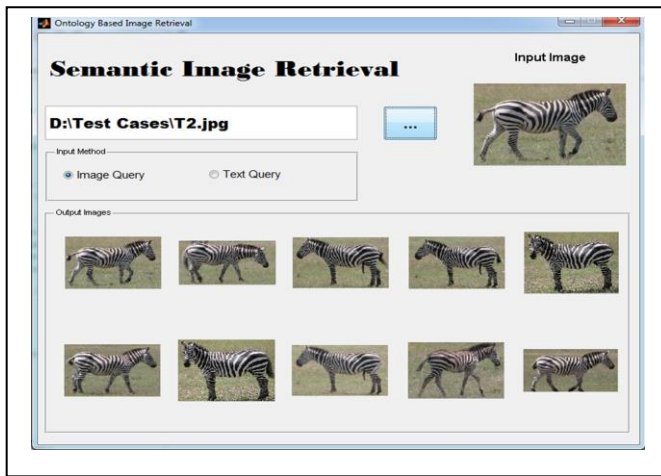 Ontology Based Image Retrieval
Semantic Image Retrieval
Input Image
D:\Test Cases\T2.jpg
...
Input Method
Image Query
Text Query
Output Images